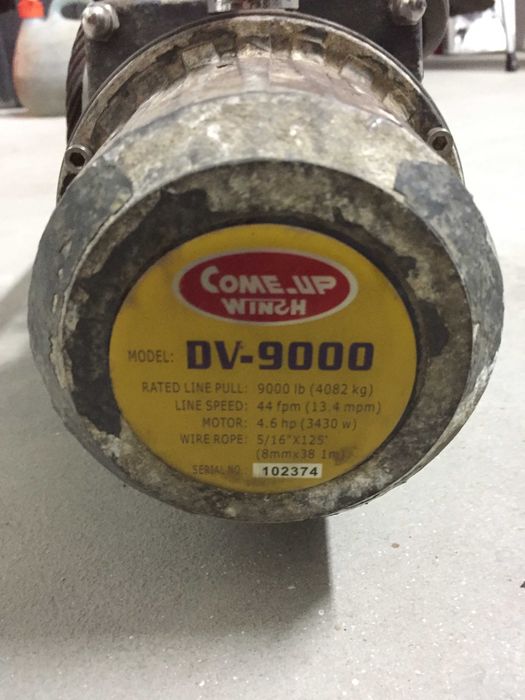 COME-UP
WINCH
MODEL: DV-9000
RATED LINE PULL: 9000 lb (4082 kg)
LINE SPEED: 44 fpm (13.4 mpm)
MOTOR: 4.6 hp (3430 w)
WIRE ROPE: 5/16"X125'
(8mmx38.1m)
SERIAL NO.: 102374